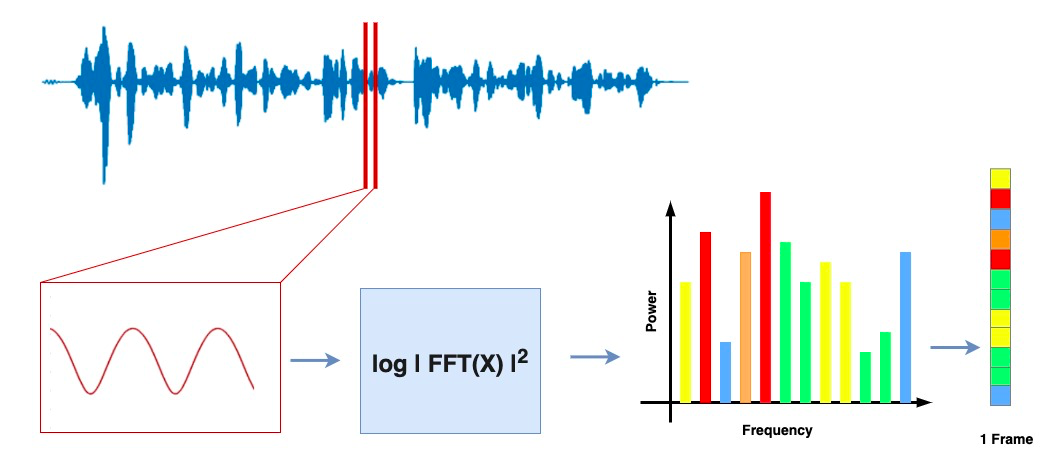 log | FFT(X) |²
Power
Frequency
1 Frame